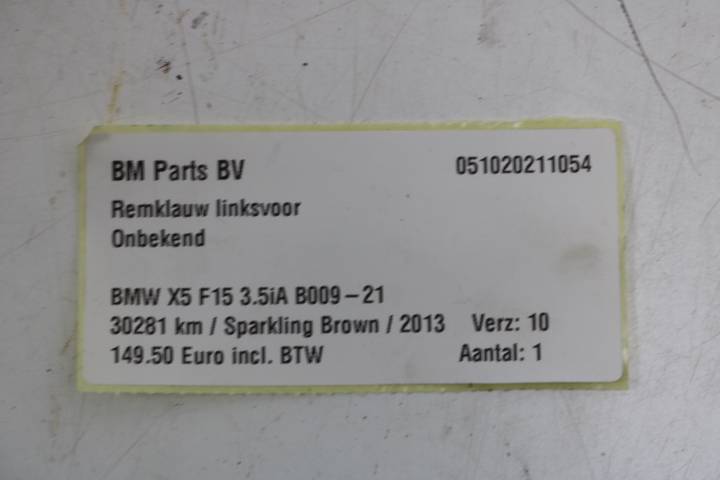 BM Parts BV 051020211054
Remklauw linksvoor
Onbekend
BMW X5 F15 3.5iA B009-21
30281 km / Sparkling Brown / 2013 Verz: 10
149.50 Euro incl. BTW Aantal: 1